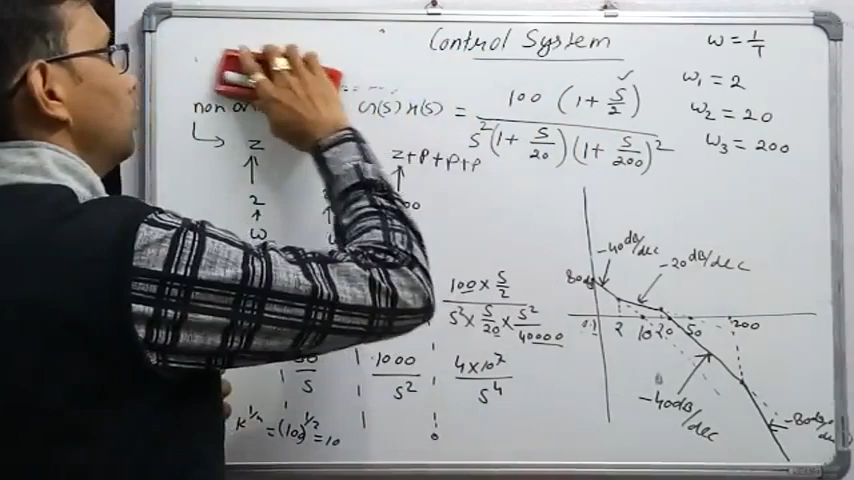 Control System
ω = 1/T
ω1 = 2
ω2 = 20
ω3 = 200
G(s) H(s) = 100 (1 + s/2) / s²(1 + s/20)(1 + s/200)²
✓
non
Z
Z+P+P+P
2
ω
100 × s/2 / s² × s/20 × s²/40000
s
1000 / s²
4×10⁷ / s⁴
K^1/n = (100)^1/2 = 10
-40dB/dec
-20dB/dec
80dB
0.1 2 10 20 50 200
-40dB/dec
-80dB/dec